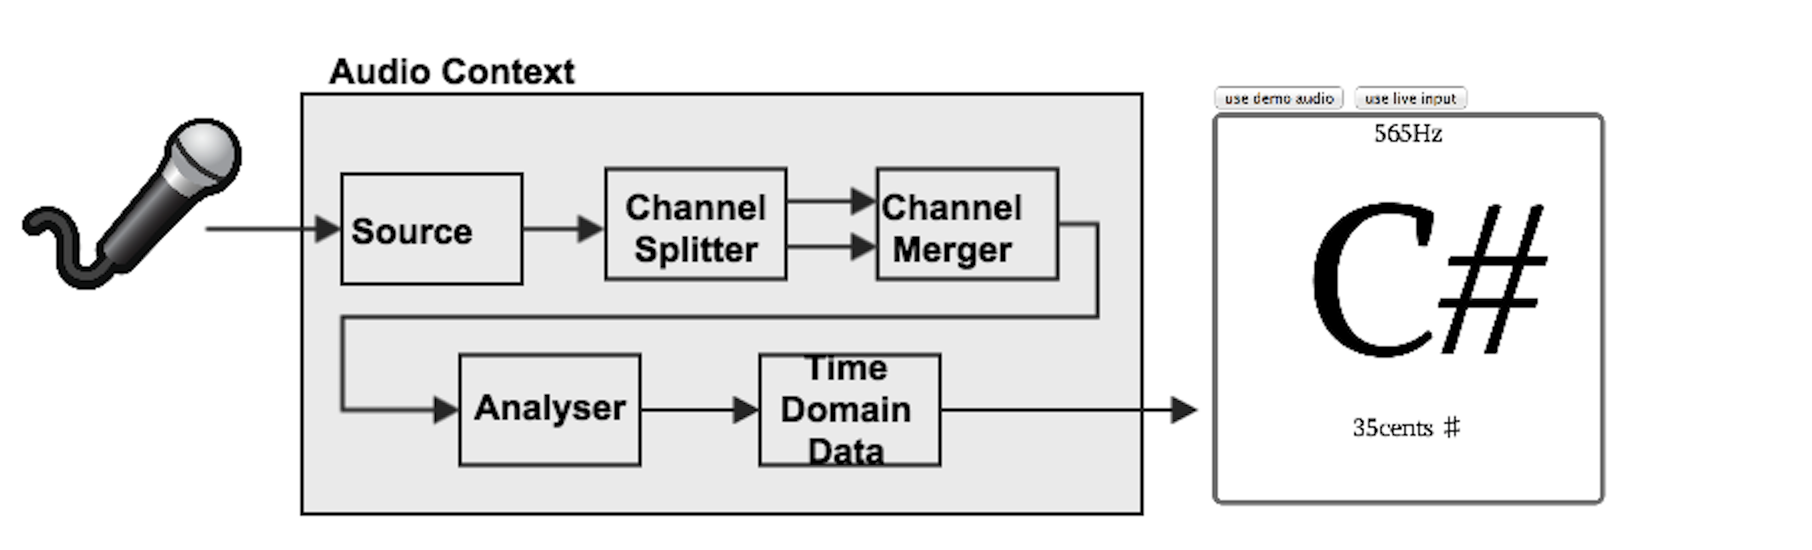 Audio Context
Source
Channel
Splitter
Channel
Merger
Analyser
Time
Domain
Data
use demo audio
use live input
565Hz
C#
35cents #